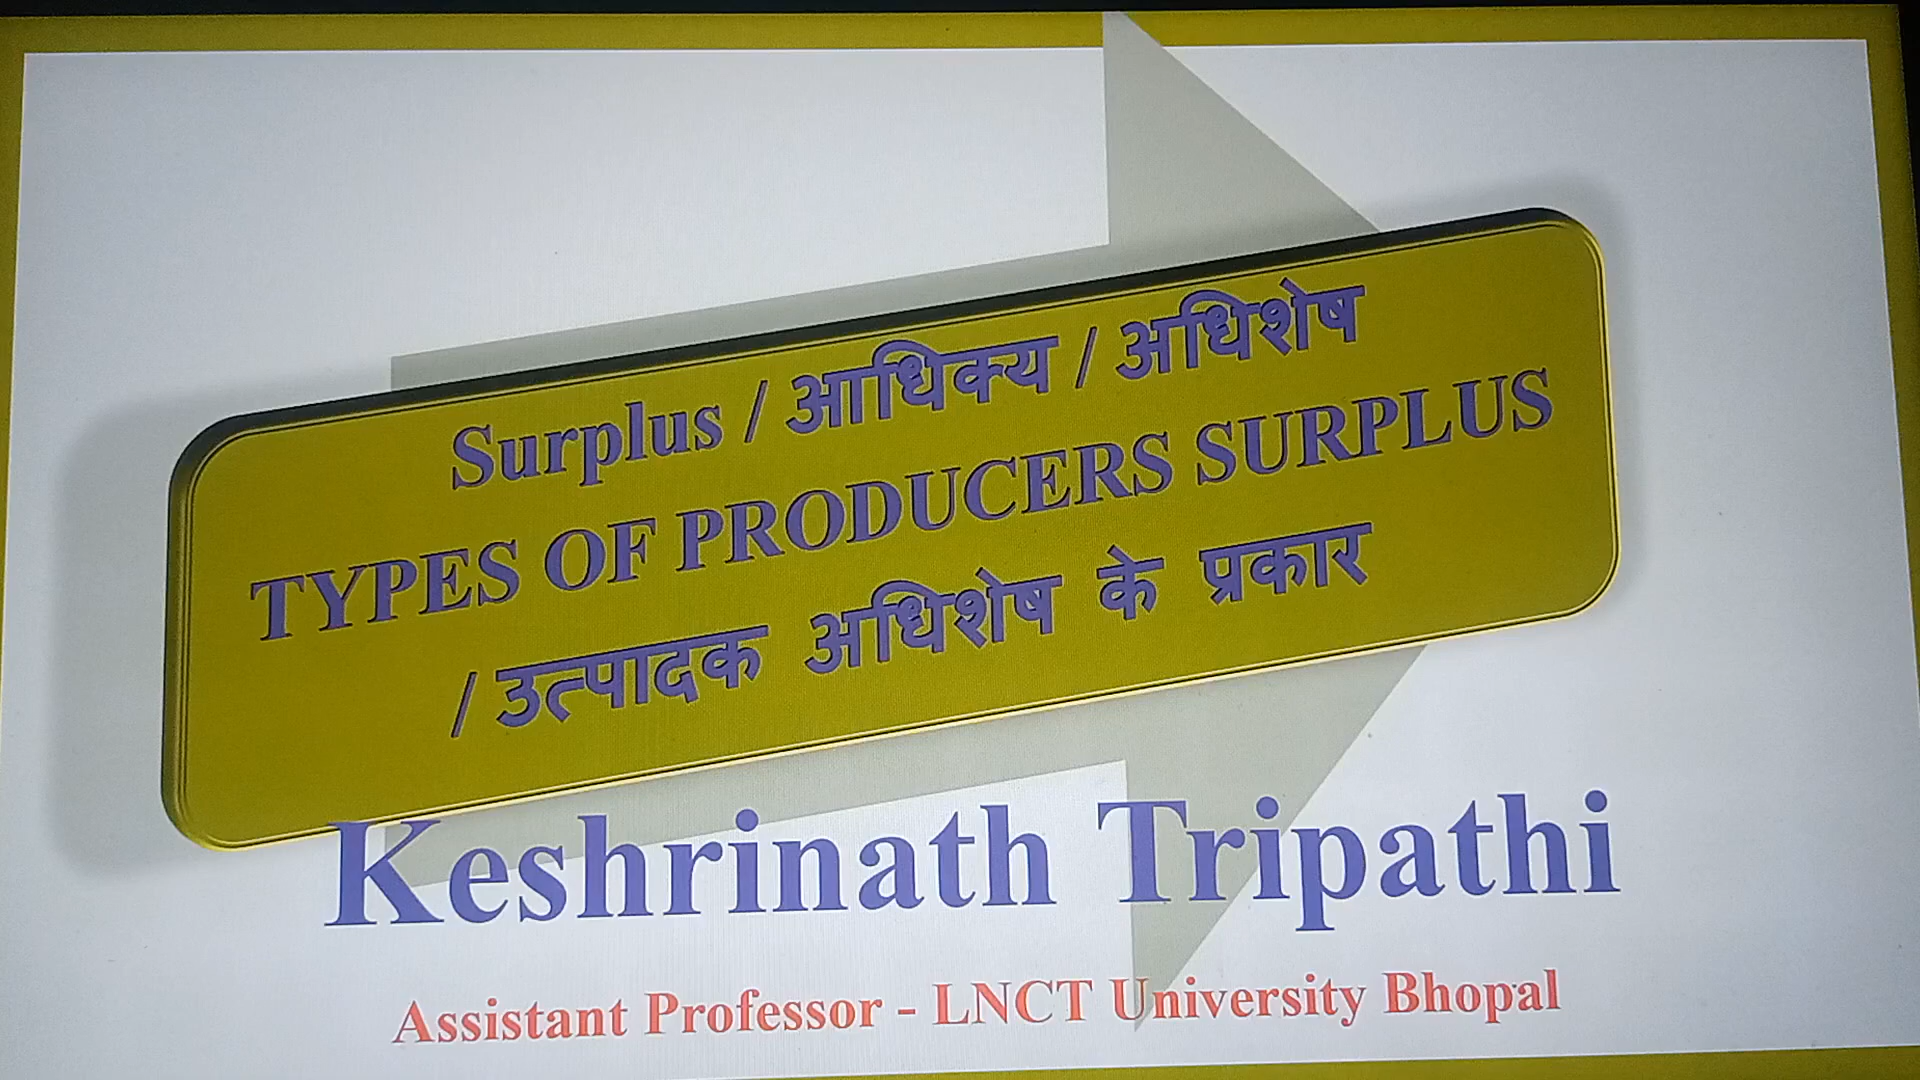 Surplus / आधिक्य / अधिशेष
TYPES OF PRODUCERS SURPLUS
/ उत्पादक अधिशेष के प्रकार
Keshrinath Tripathi
Assistant Professor - LNCT University Bhopal